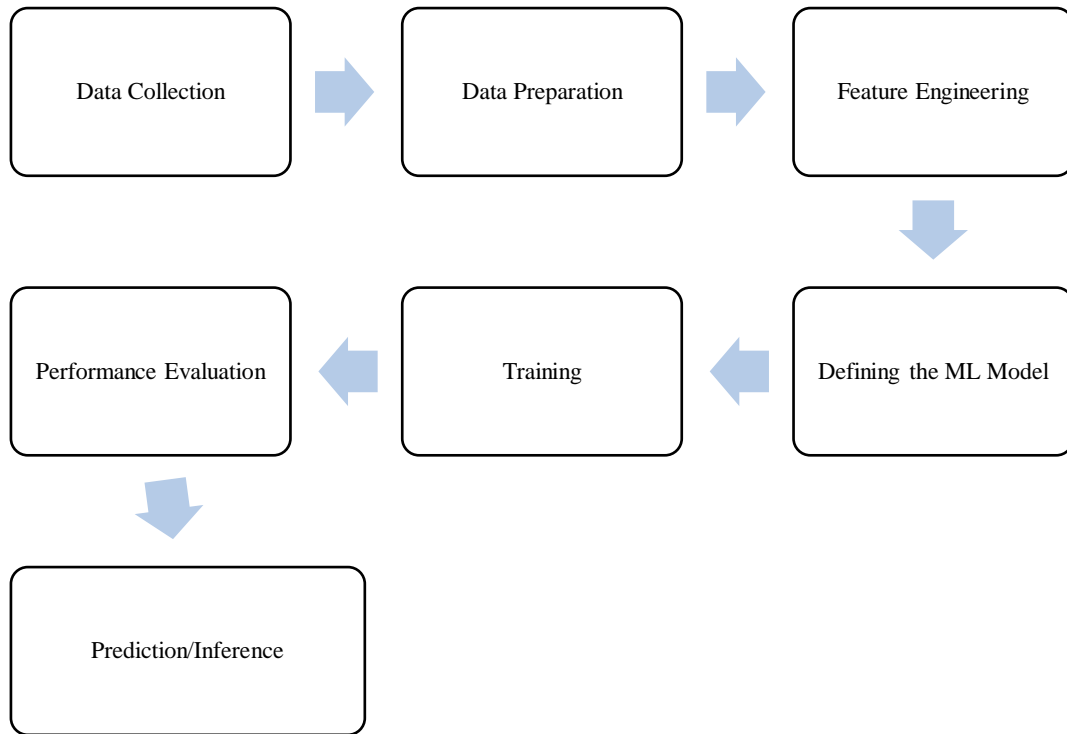 Data Collection
Data Preparation
Feature Engineering
Defining the ML Model
Training
Performance Evaluation
Prediction/Inference